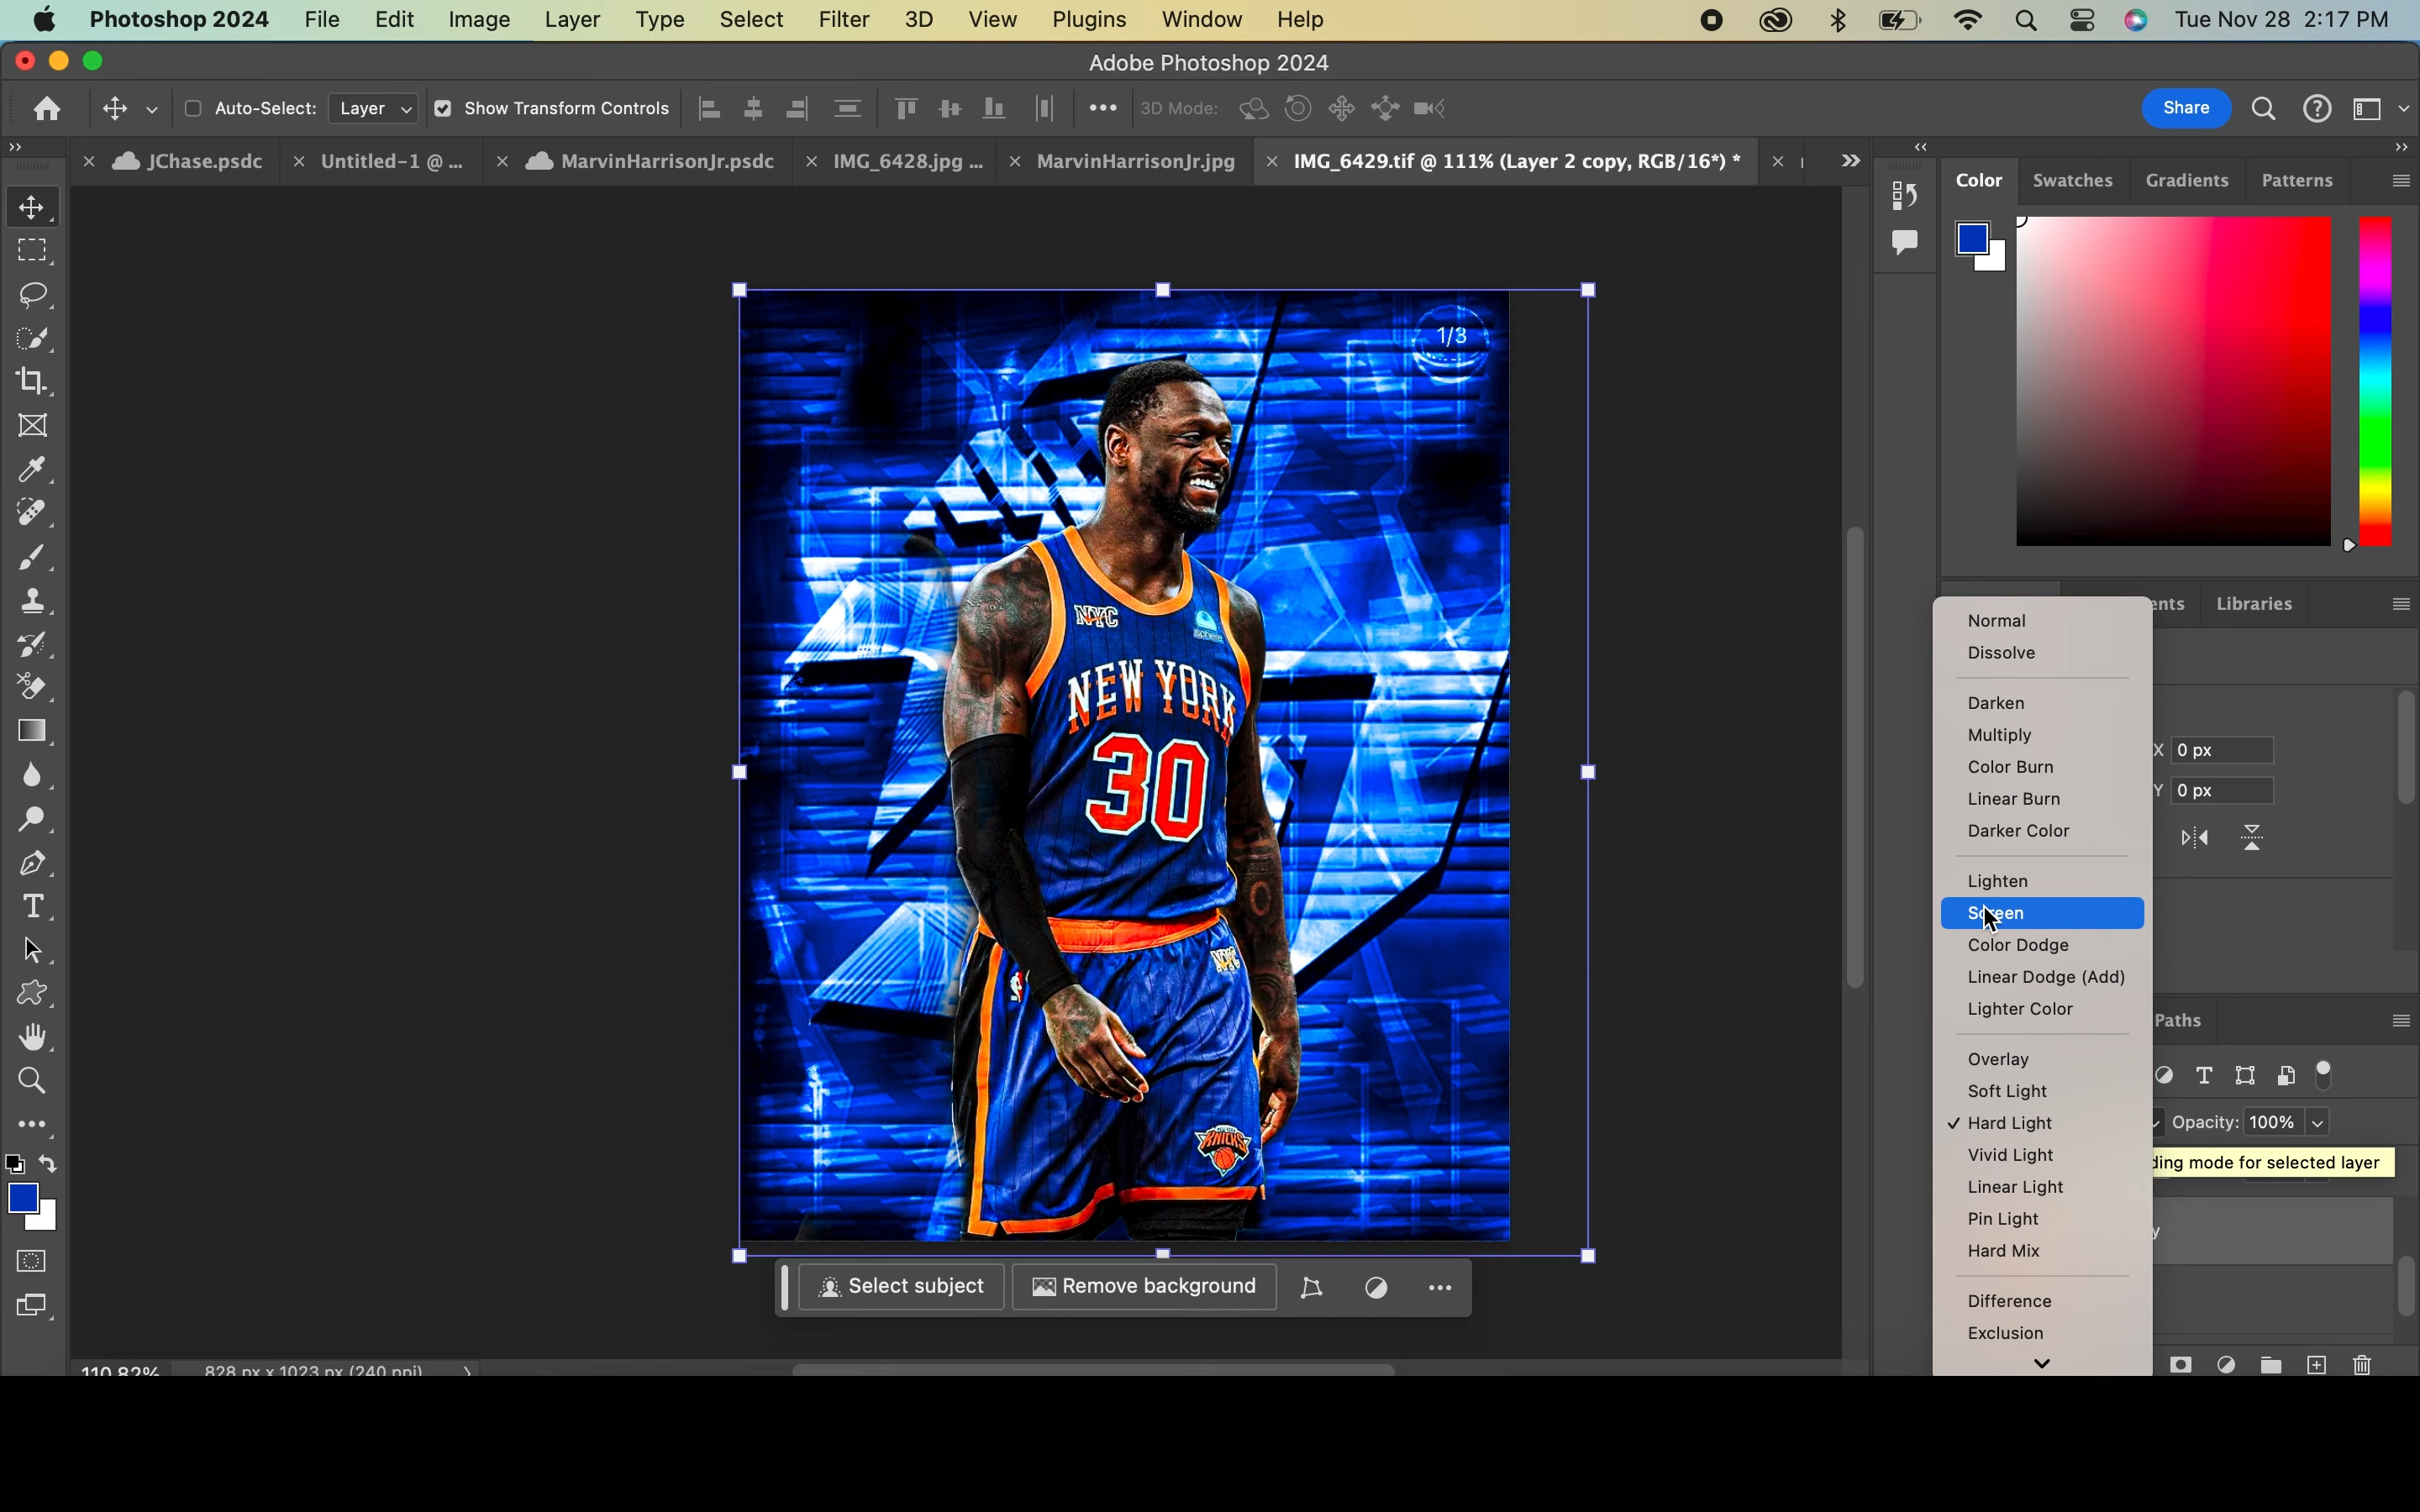 Photoshop 2024 File Edit Image Layer Type Select Filter 3D View Plugins Window Help Tue Nov 28 2:17 PM
Adobe Photoshop 2024
Auto-Select: Layer Show Transform Controls 3D Mode: Share
JChase.psdc Untitled-1 @ ... MarvinHarrisonJr.psdc IMG_6428.jpg ... MarvinHarrisonJr.jpg IMG_6429.tif @ 111% (Layer 2 copy, RGB/16*) *
Color Swatches Gradients Patterns
1/3
NYC
NEW YORK
30
NYC
KNICKS
Select subject Remove background
828 px x 1023 px (240 ppi)
110.82%
Libraries
X 0 px
Y 0 px
Paths
Opacity: 100%
ding mode for selected layer
Normal
Dissolve
Darken
Multiply
Color Burn
Linear Burn
Darker Color
Lighten
Screen
Color Dodge
Linear Dodge (Add)
Lighter Color
Overlay
Soft Light
Hard Light
Vivid Light
Linear Light
Pin Light
Hard Mix
Difference
Exclusion